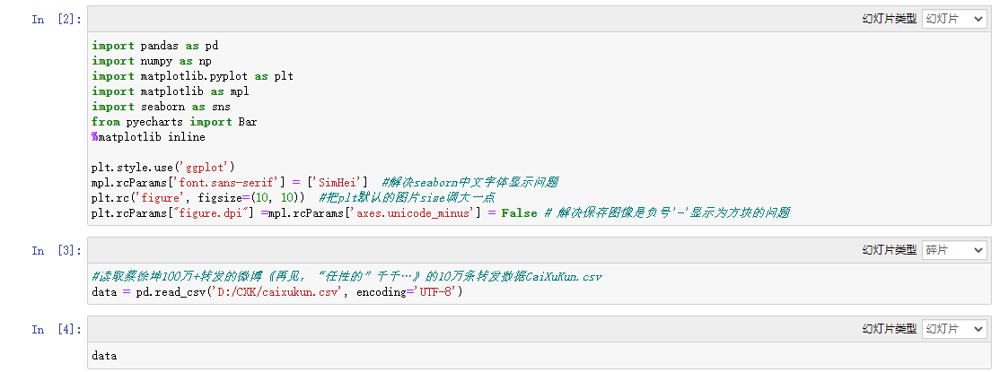 In [2]:
幻灯片类型 幻灯片
import pandas as pd
import numpy as np
import matplotlib.pyplot as plt
import matplotlib as mpl
import seaborn as sns
from pyecharts import Bar
%matplotlib inline
plt.style.use('ggplot')
mpl.rcParams['font.sans-serif'] = ['SimHei']  #解决seaborn中文字体显示问题
plt.rc('figure', figsize=(10, 10))  #把plt默认的图片size调大一点
plt.rcParams["figure.dpi"] =mpl.rcParams['axes.unicode_minus'] = False # 解决保存图像是负号'-'显示为方块的问题
In [3]:
幻灯片类型 碎片
#读取蔡徐坤100万+转发的微博《再见，“任性的”千千…》的10万条转发数据CaiXuKun.csv
data = pd.read_csv('D:/CXK/caixukun.csv', encoding='UTF-8')
In [4]:
幻灯片类型 幻灯片
data